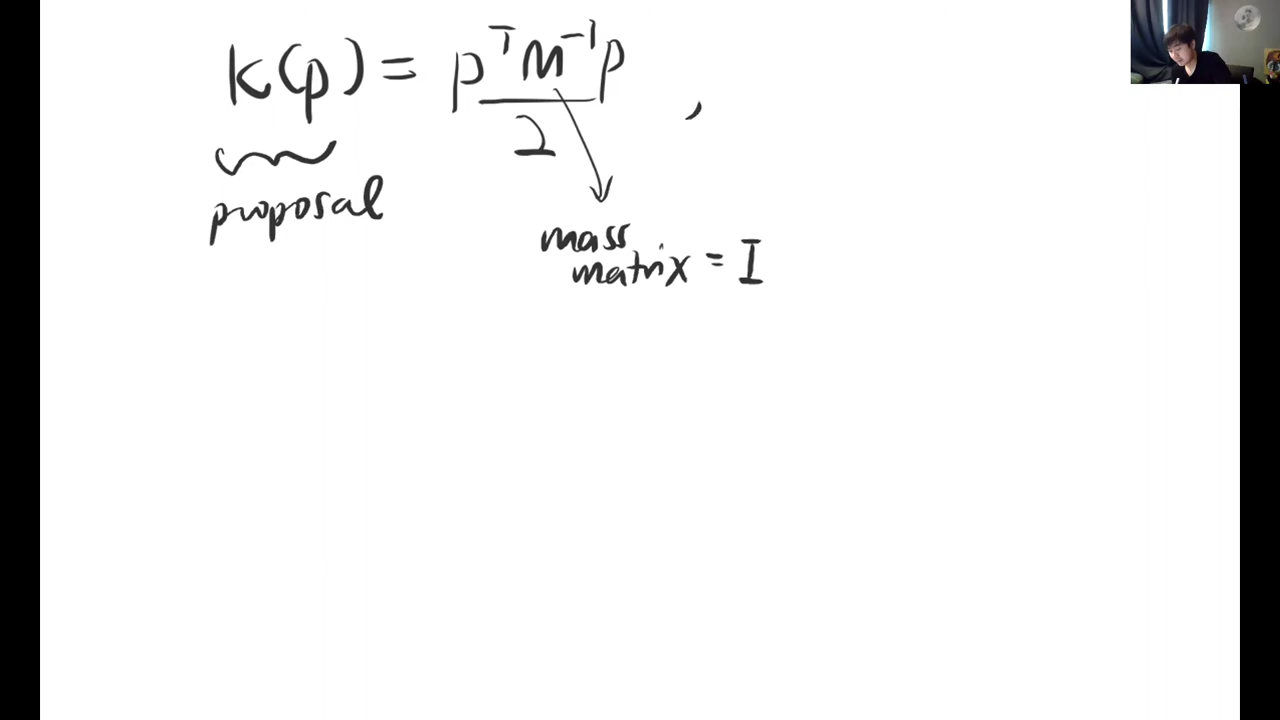 k(p) = p^T M^{-1} p / 2 ,
proposal
mass
matrix = I